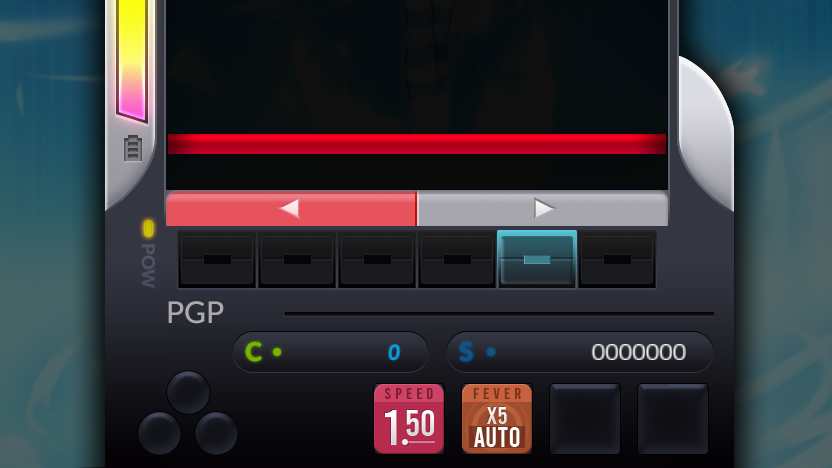 POW
PGP
C • 0
S • 0000000
SPEED
1.50
FEVER
X5
AUTO